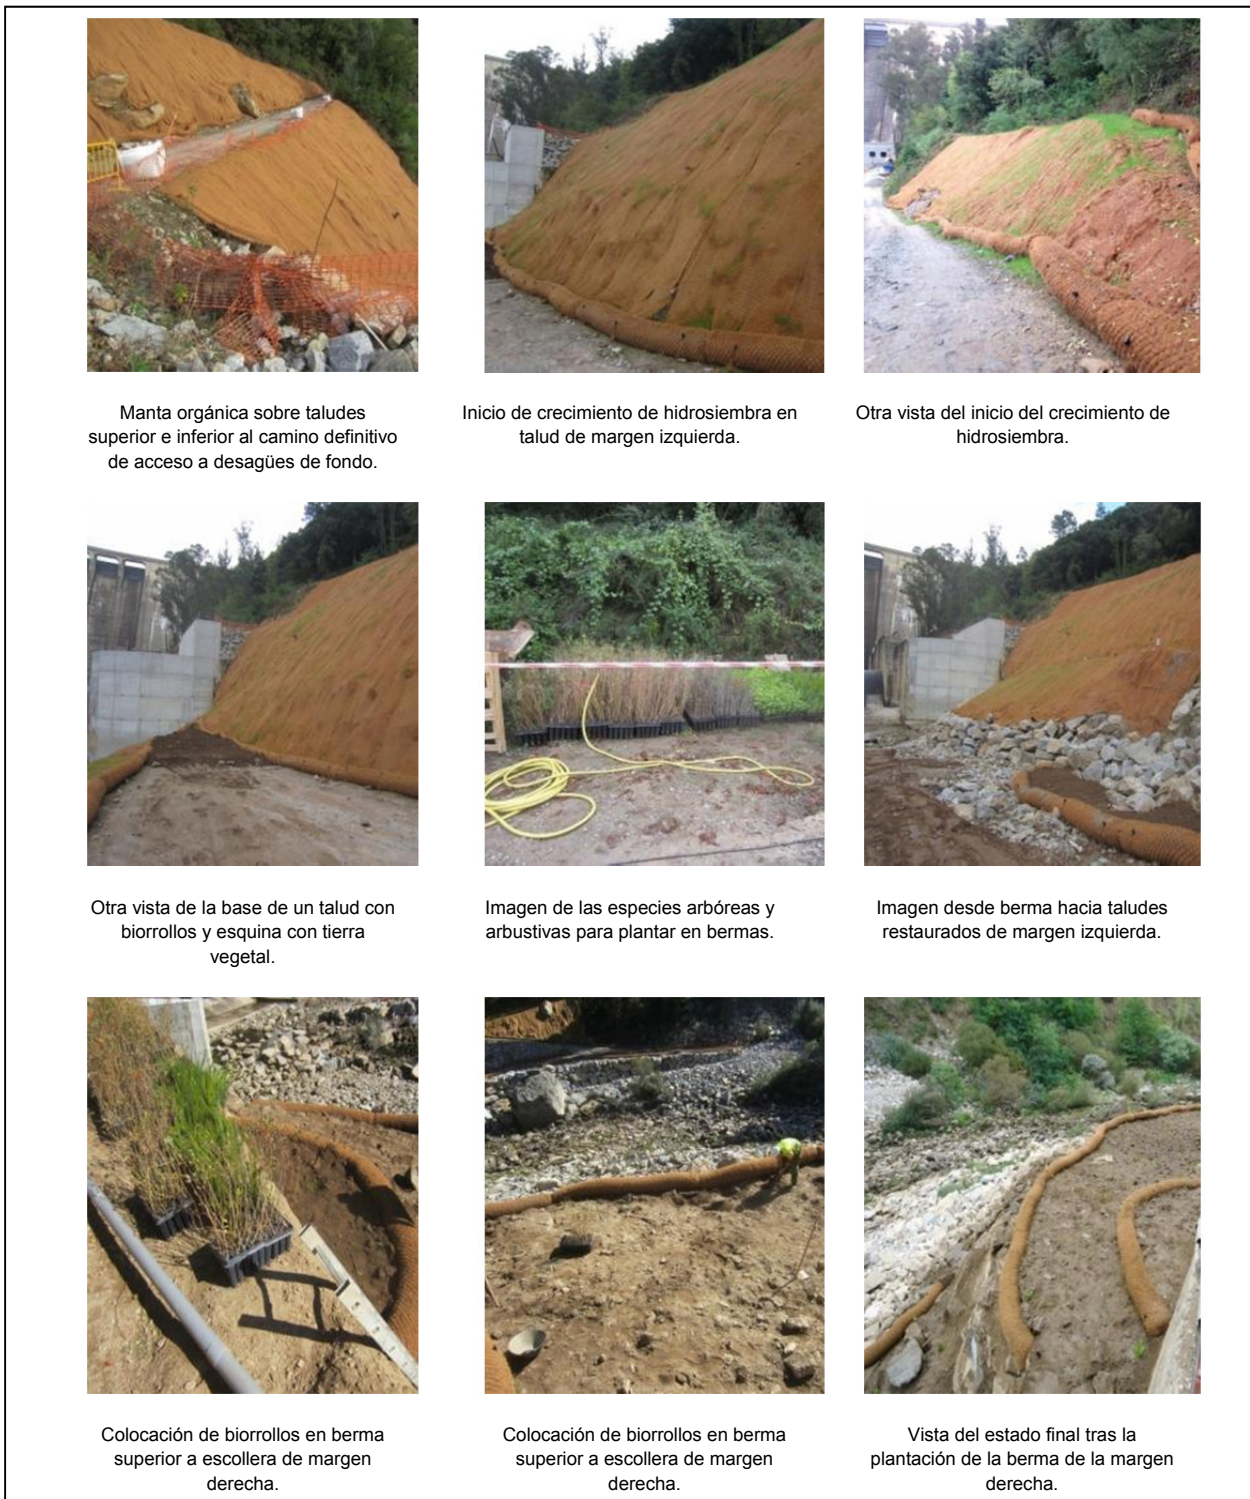 Manta orgánica sobre taludes
superior e inferior al camino definitivo
de acceso a desagües de fondo.
Inicio de crecimiento de hidrosiembra en
talud de margen izquierda.
Otra vista del inicio del crecimiento de
hidrosiembra.
Otra vista de la base de un talud con
biorrollos y esquina con tierra
vegetal.
Imagen de las especies arbóreas y
arbustivas para plantar en bermas.
Imagen desde berma hacia taludes
restaurados de margen izquierda.
Colocación de biorrollos en berma
superior a escollera de margen
derecha.
Colocación de biorrollos en berma
superior a escollera de margen
derecha.
Vista del estado final tras la
plantación de la berma de la margen
derecha.